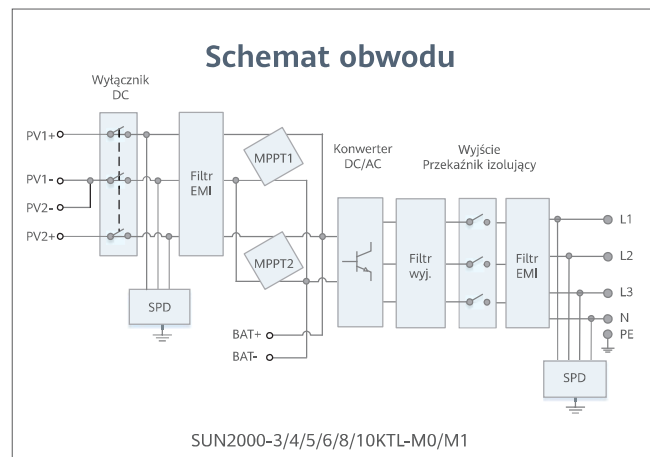 Schemat obwodu
Wyłącznik
DC
PV1+
PV1-
PV2-
PV2+
Filtr
EMI
SPD
MPPT1
MPPT2
BAT+
BAT-
Konwerter
DC/AC
Filtr
wyj.
Wyjście
Przekaźnik izolujący
Filtr
EMI
L1
L2
L3
N
PE
SPD
SUN2000-3/4/5/6/8/10KTL-M0/M1